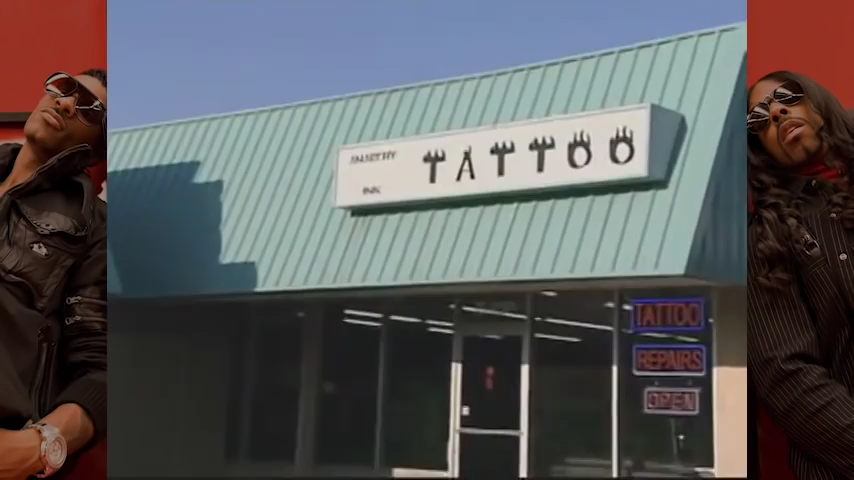 TATTOO
INK
TATTOO
REPAIRS
OPEN